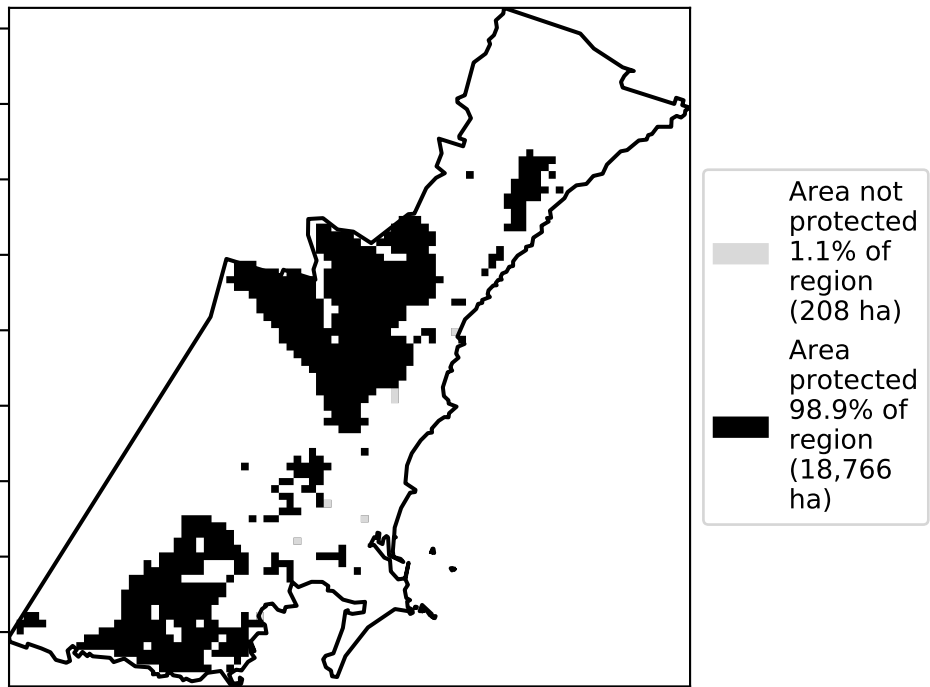 Area not
protected
1.1% of
region
(208 ha)
Area
protected
98.9% of
region
(18,766
ha)